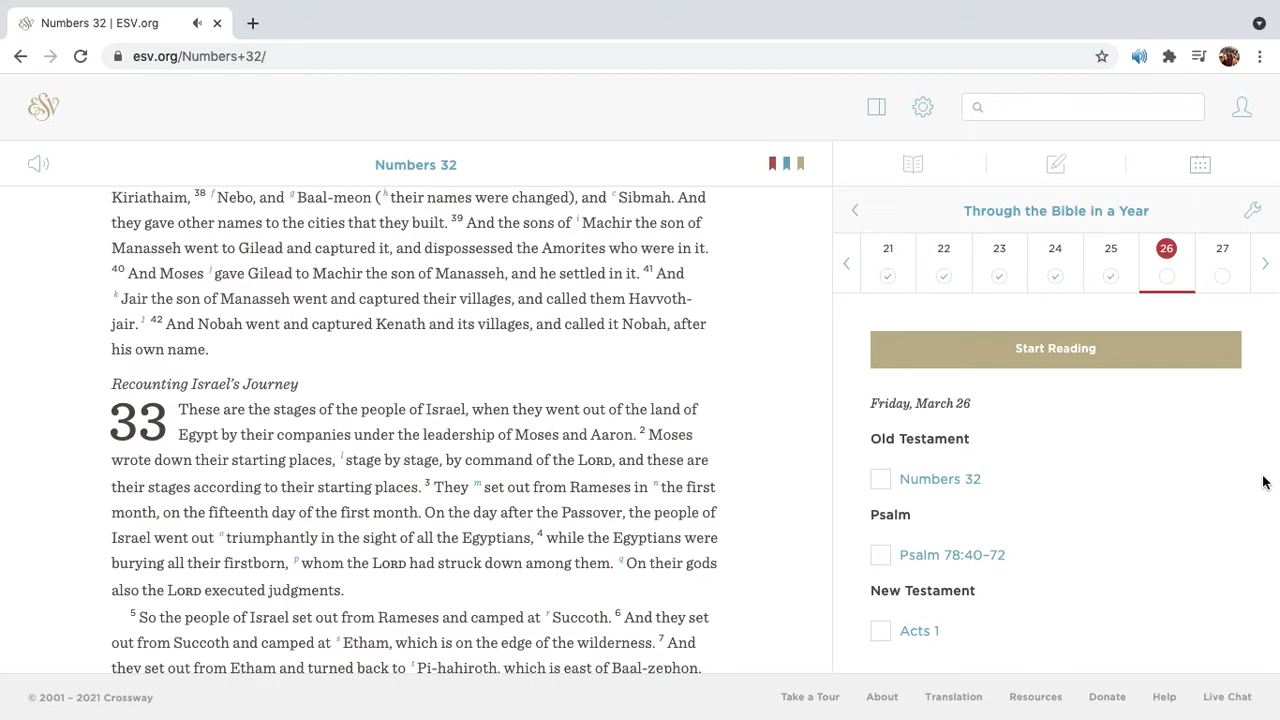 Numbers 32 | ESV.org
esv.org/Numbers+32/
ESV
Numbers 32
Kiriathaim, 38 f Nebo, and g Baal-meon (h their names were changed), and c Sibmah. And
they gave other names to the cities that they built. 39 And the sons of i Machir the son of
Manasseh went to Gilead and captured it, and dispossessed the Amorites who were in it.
40 And Moses j gave Gilead to Machir the son of Manasseh, and he settled in it. 41 And
k Jair the son of Manasseh went and captured their villages, and called them Havvoth-
jair. l 42 And Nobah went and captured Kenath and its villages, and called it Nobah, after
his own name.
Recounting Israel's Journey
33 These are the stages of the people of Israel, when they went out of the land of
Egypt by their companies under the leadership of Moses and Aaron. 2 Moses
wrote down their starting places, l stage by stage, by command of the LORD, and these are
their stages according to their starting places. 3 They m set out from Rameses in n the first
month, on the fifteenth day of the first month. On the day after the Passover, the people of
Israel went out o triumphantly in the sight of all the Egyptians, 4 while the Egyptians were
burying all their firstborn, p whom the LORD had struck down among them. q On their gods
also the LORD executed judgments.
5 So the people of Israel set out from Rameses and camped at r Succoth. 6 And they set
out from Succoth and camped at s Etham, which is on the edge of the wilderness. 7 And
they set out from Etham and turned back to t Pi-hahiroth, which is east of Baal-zephon,
Through the Bible in a Year
21 22 23 24 25 26 27
Start Reading
Friday, March 26
Old Testament
Numbers 32
Psalm
Psalm 78:40–72
New Testament
Acts 1
© 2001 – 2021 Crossway
Take a Tour About Translation Resources Donate Help Live Chat